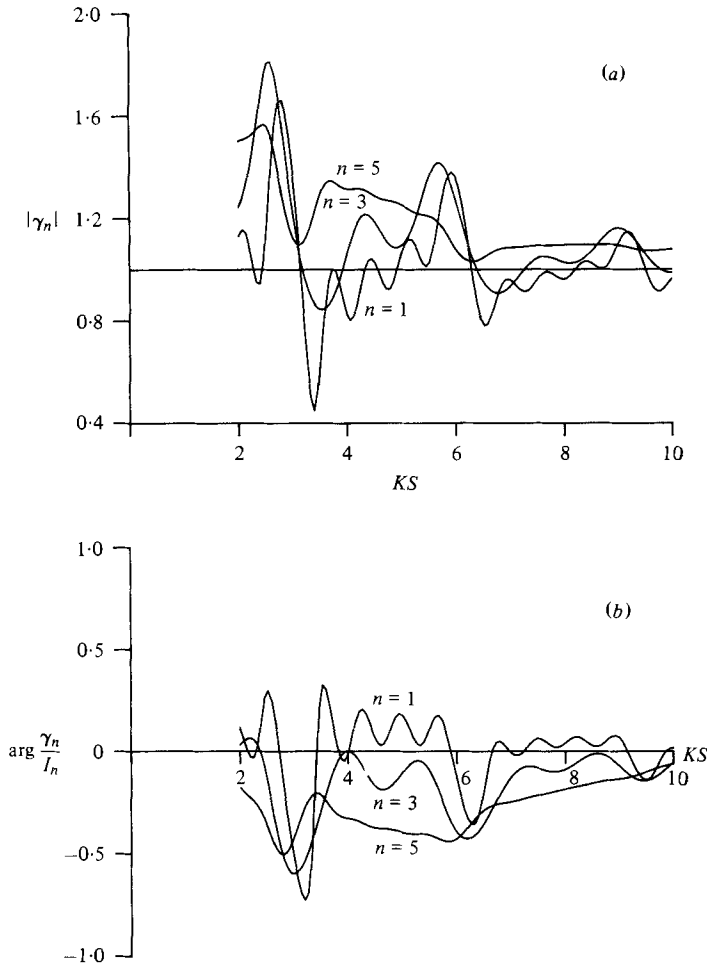 2·0
(a)
1·6
n = 5
n = 3
|γn| 1·2
0·8
n = 1
0·4
2 4 6 8 10
KS
1·0
(b)
0·5
n = 1
arg γn/In 0
2 4 6 8 10
KS
n = 3
−0·5
n = 5
−1·0